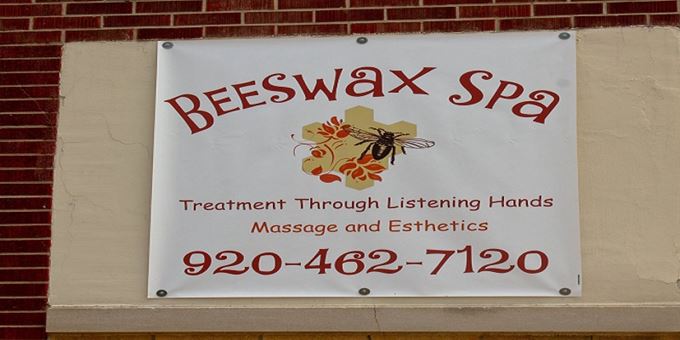 Beeswax Spa
Treatment Through Listening Hands
Massage and Esthetics
920-462-7120